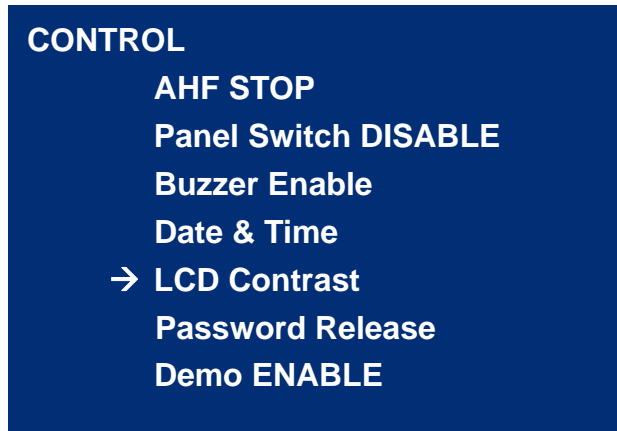 CONTROL
AHF STOP
Panel Switch DISABLE
Buzzer Enable
Date & Time
→ LCD Contrast
Password Release
Demo ENABLE